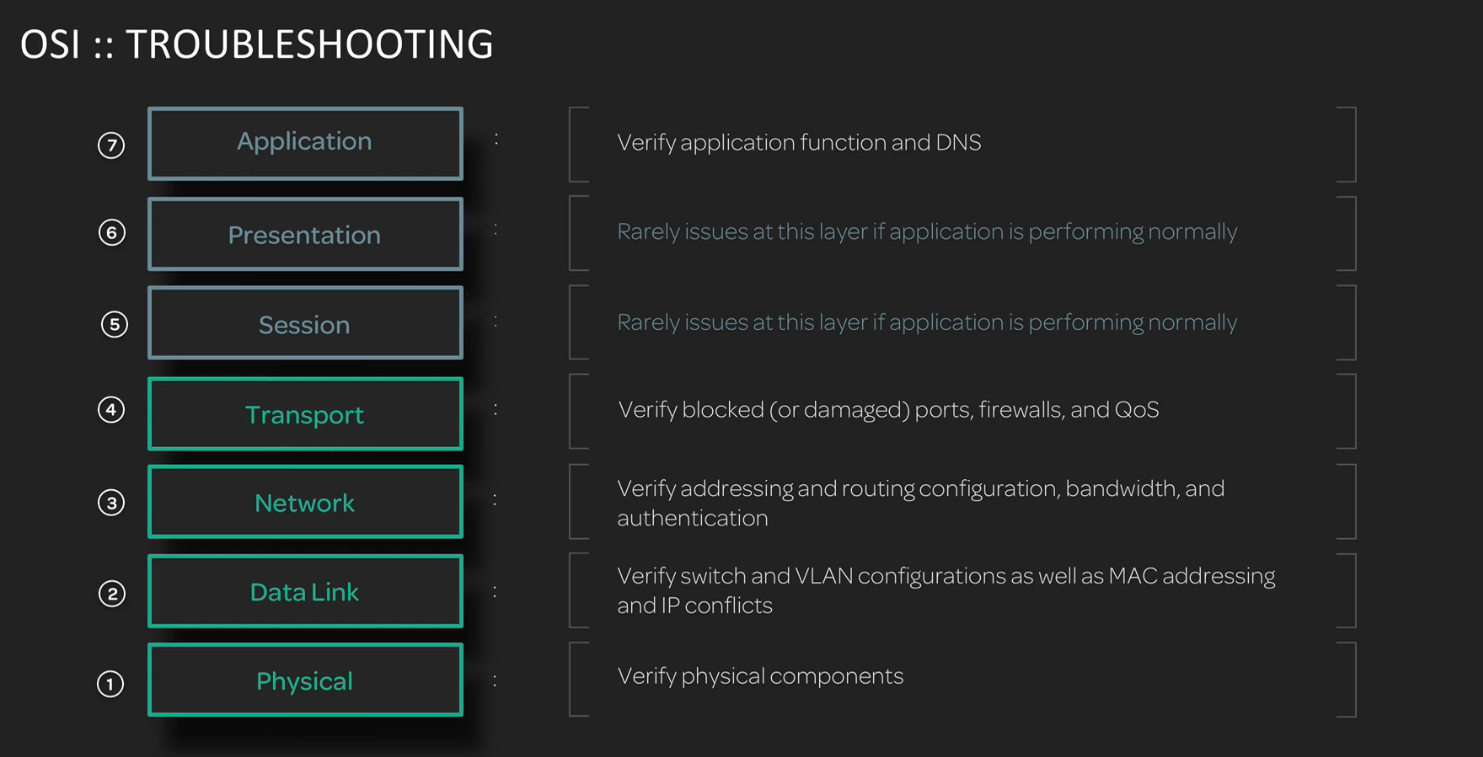 OSI :: TROUBLESHOOTING
7 Application : Verify application function and DNS
6 Presentation : Rarely issues at this layer if application is performing normally
5 Session : Rarely issues at this layer if application is performing normally
4 Transport : Verify blocked (or damaged) ports, firewalls, and QoS
3 Network : Verify addressing and routing configuration, bandwidth, and
authentication
2 Data Link : Verify switch and VLAN configurations as well as MAC addressing
and IP conflicts
1 Physical : Verify physical components